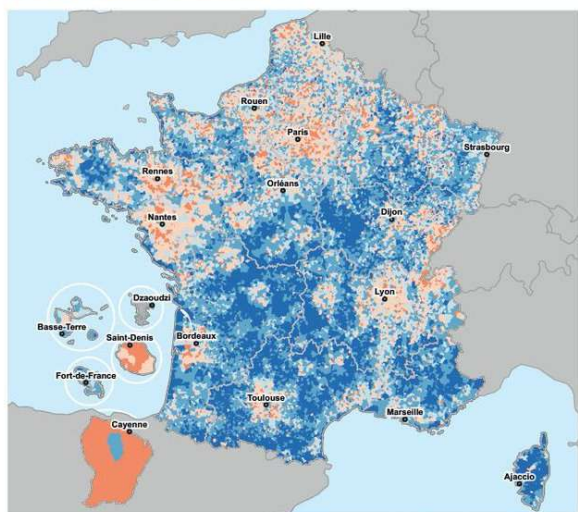 Lille
Rouen
Paris
Strasbourg
Rennes
Orléans
Nantes
Dijon
Dzaoudzi
Lyon
Basse-Terre
Saint-Denis
Bordeaux
Fort-de-France
Toulouse
Marseille
Cayenne
Ajaccio